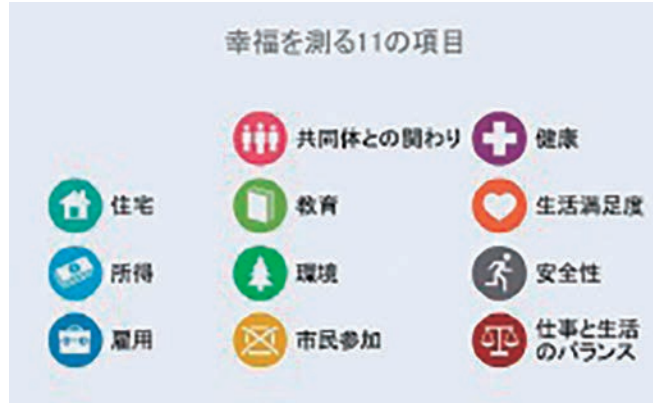 幸福を測る11の項目
住宅
所得
雇用
共同体との関わり
教育
環境
市民参加
健康
生活満足度
安全性
仕事と生活
のバランス